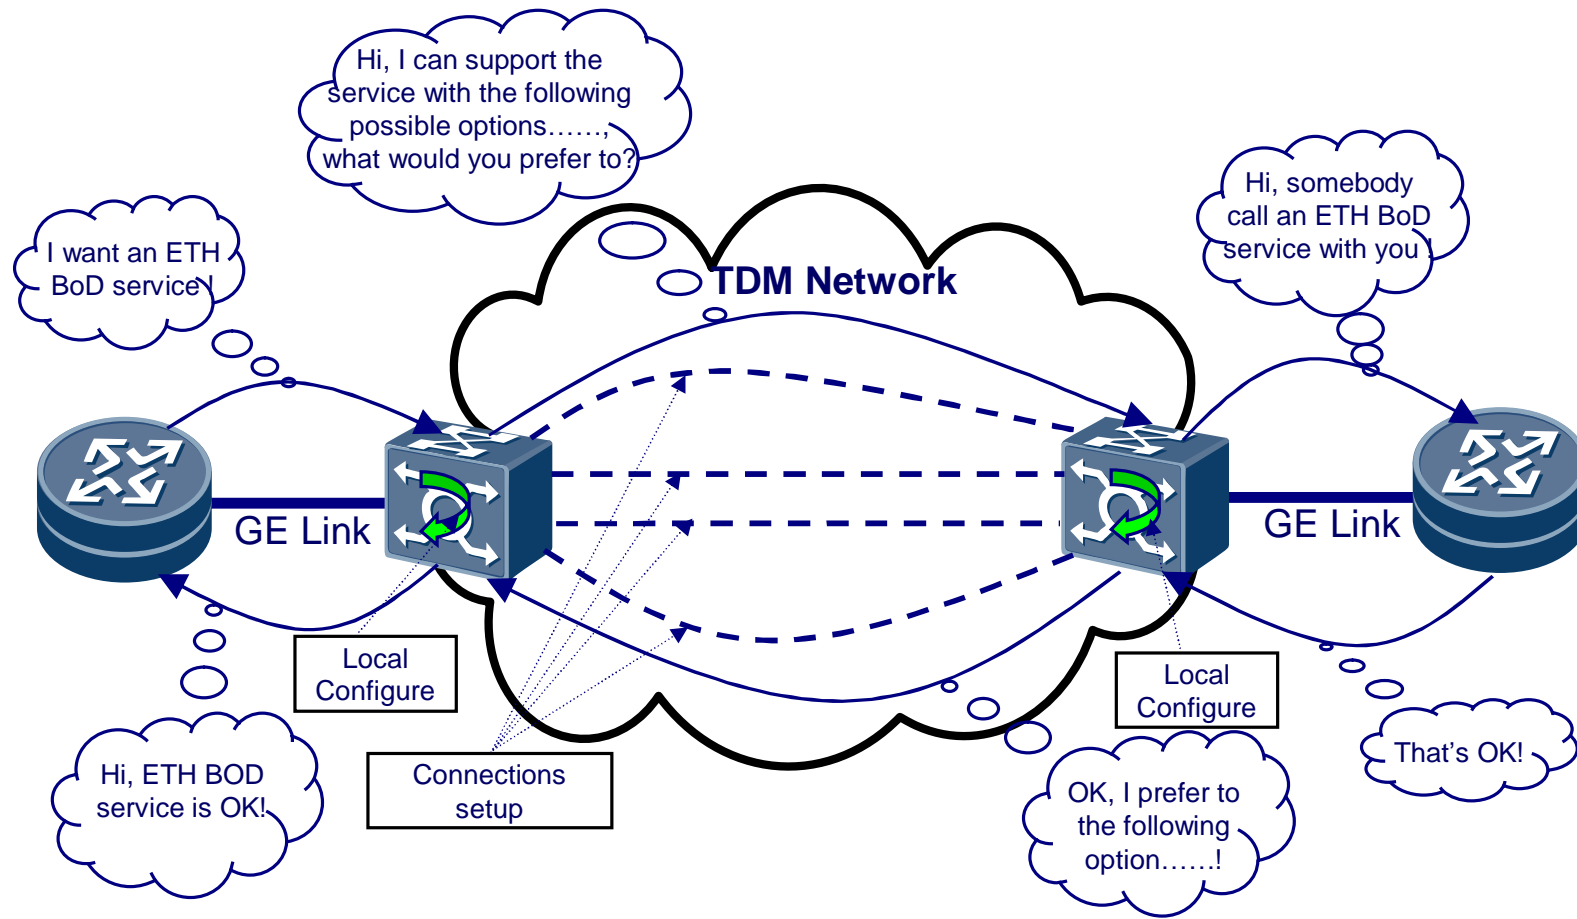 Hi, I can support the
service with the following
possible options……,
what would you prefer to?
Hi, somebody
call an ETH BoD
service with you !
I want an ETH
BoD service !
TDM Network
GE Link
GE Link
Local
Configure
Local
Configure
Connections
setup
Hi, ETH BOD
service is OK!
OK, I prefer to
the following
option……!
That's OK!